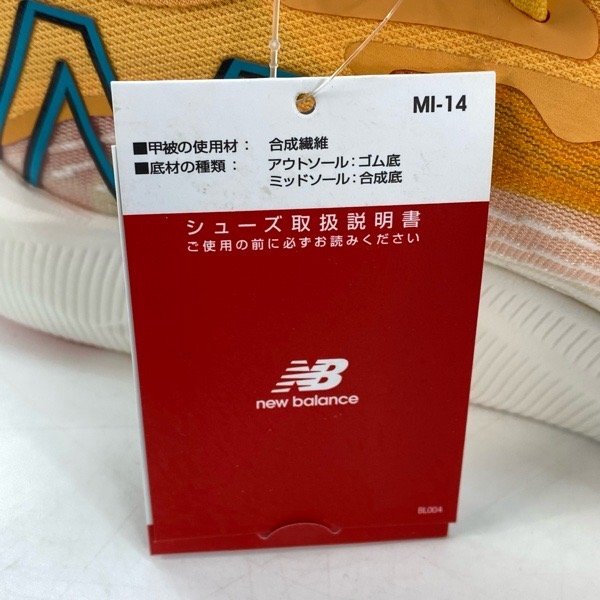 MI-14
■甲被の使用材： 合成繊維
■底材の種類： アウトソール：ゴム底
ミッドソール：合成底
シューズ取扱説明書
ご使用の前に必ずお読みください
NB
new balance
BL004